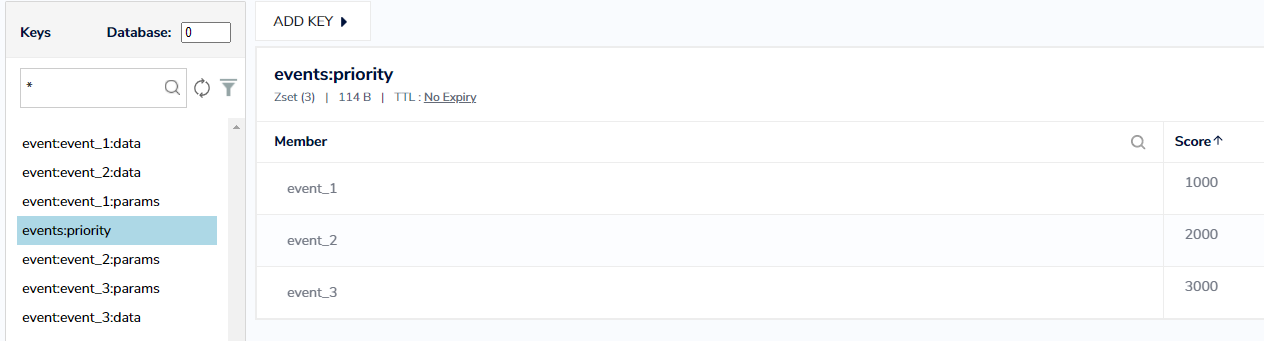 Keys Database: 0
*
event:event_1:data
event:event_2:data
event:event_1:params
events:priority
event:event_2:params
event:event_3:params
event:event_3:data
ADD KEY
events:priority
Zset (3) | 114 B | TTL : No Expiry
Member Score↑
event_1 1000
event_2 2000
event_3 3000